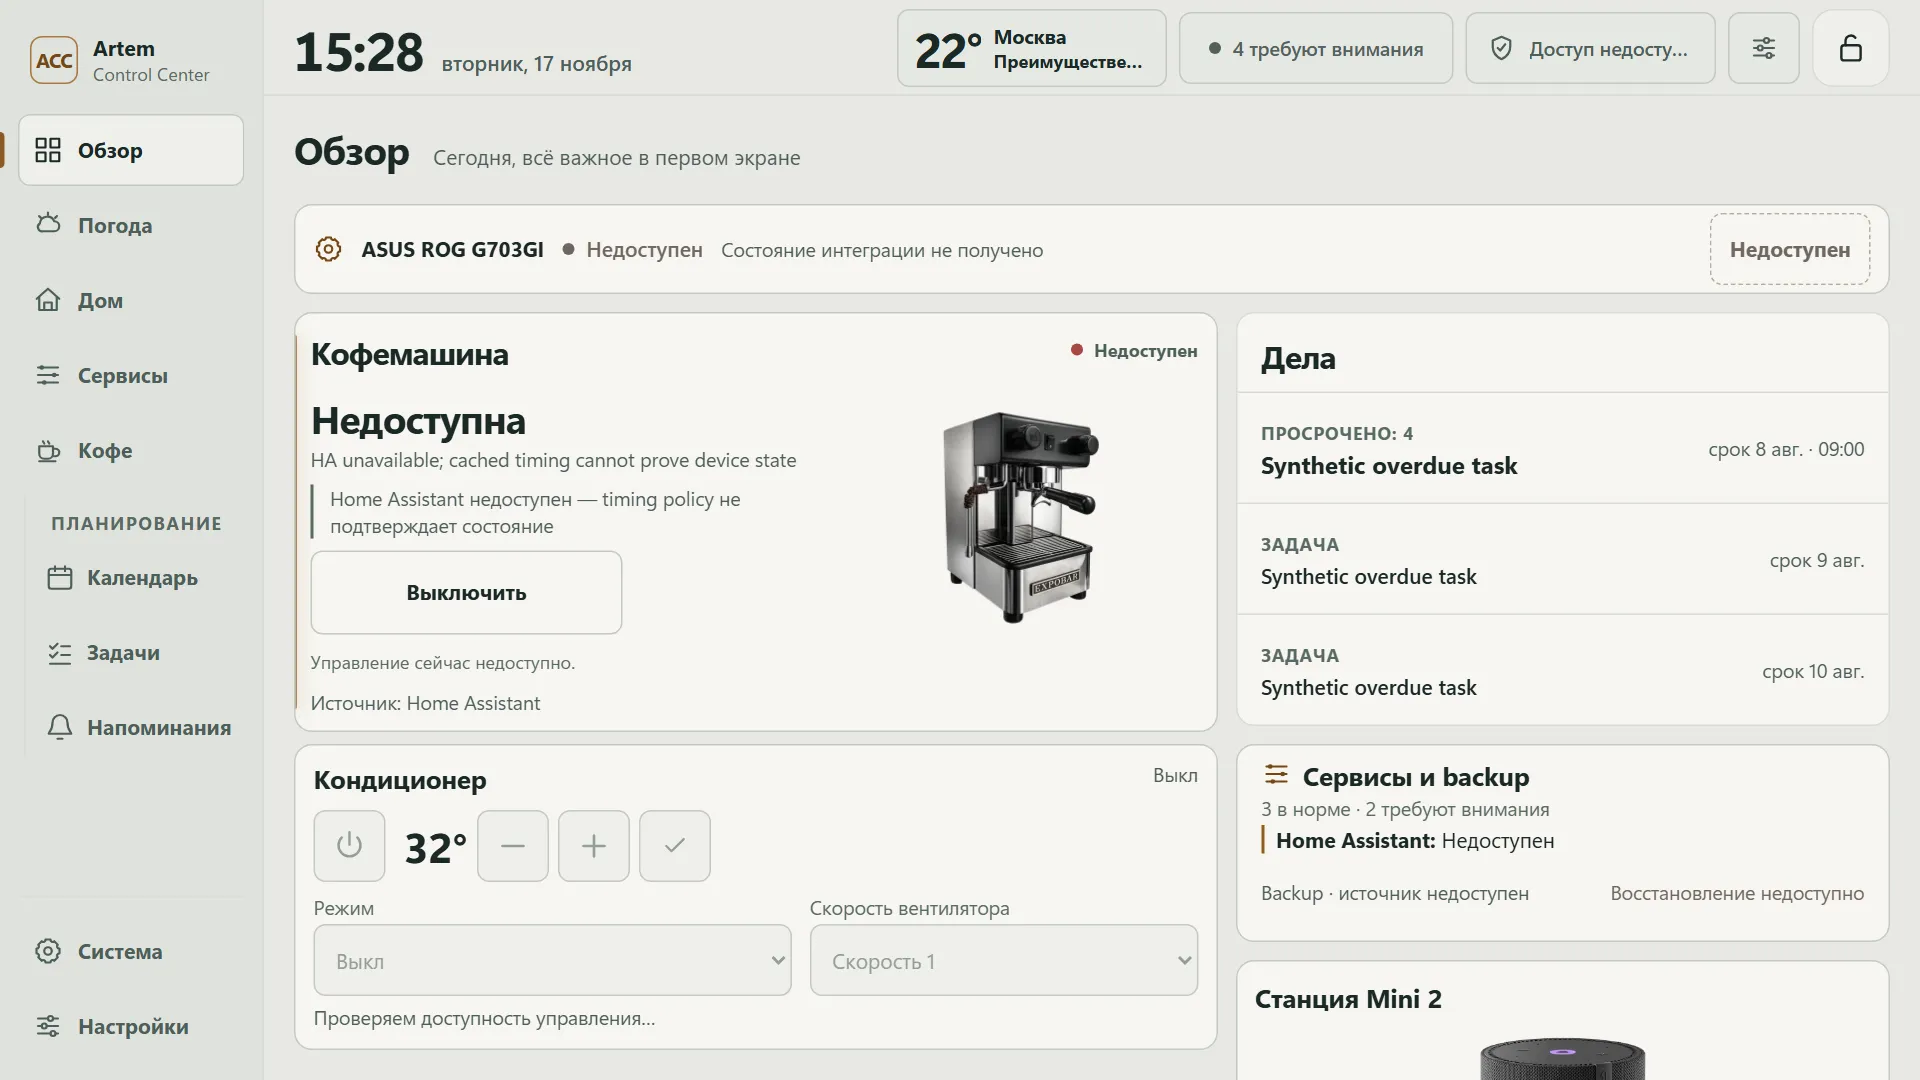 ACC
Artem
Control Center
Обзор
Погода
Дом
Сервисы
Кофе
ПЛАНИРОВАНИЕ
Календарь
Задачи
Напоминания
Система
Настройки
15:28
вторник, 17 ноября
22°
Москва
Преимуществе...
4 требуют внимания
Доступ недосту...
Обзор
Сегодня, всё важное в первом экране
ASUS ROG G703GI
Недоступен
Состояние интеграции не получено
Недоступен
Кофемашина
Недоступен
Недоступна
HA unavailable; cached timing cannot prove device state
Home Assistant недоступен — timing policy не
подтверждает состояние
Выключить
Управление сейчас недоступно.
Источник: Home Assistant
EXPOBAR
Дела
ПРОСРОЧЕНО: 4
Synthetic overdue task
срок 8 авг. · 09:00
ЗАДАЧА
Synthetic overdue task
срок 9 авг.
ЗАДАЧА
Synthetic overdue task
срок 10 авг.
Кондиционер
Выкл
32°
Режим
Выкл
Скорость вентилятора
Скорость 1
Проверяем доступность управления...
Сервисы и backup
3 в норме · 2 требуют внимания
Home Assistant: Недоступен
Backup · источник недоступен
Восстановление недоступно
Станция Mini 2